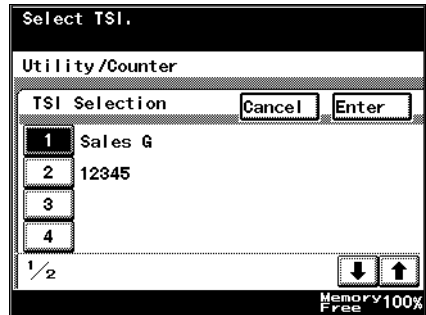 Select TSI.
Utility/Counter
TSI Selection Cancel Enter
1 Sales G
2 12345
3
4
1/2
Memory Free 100%